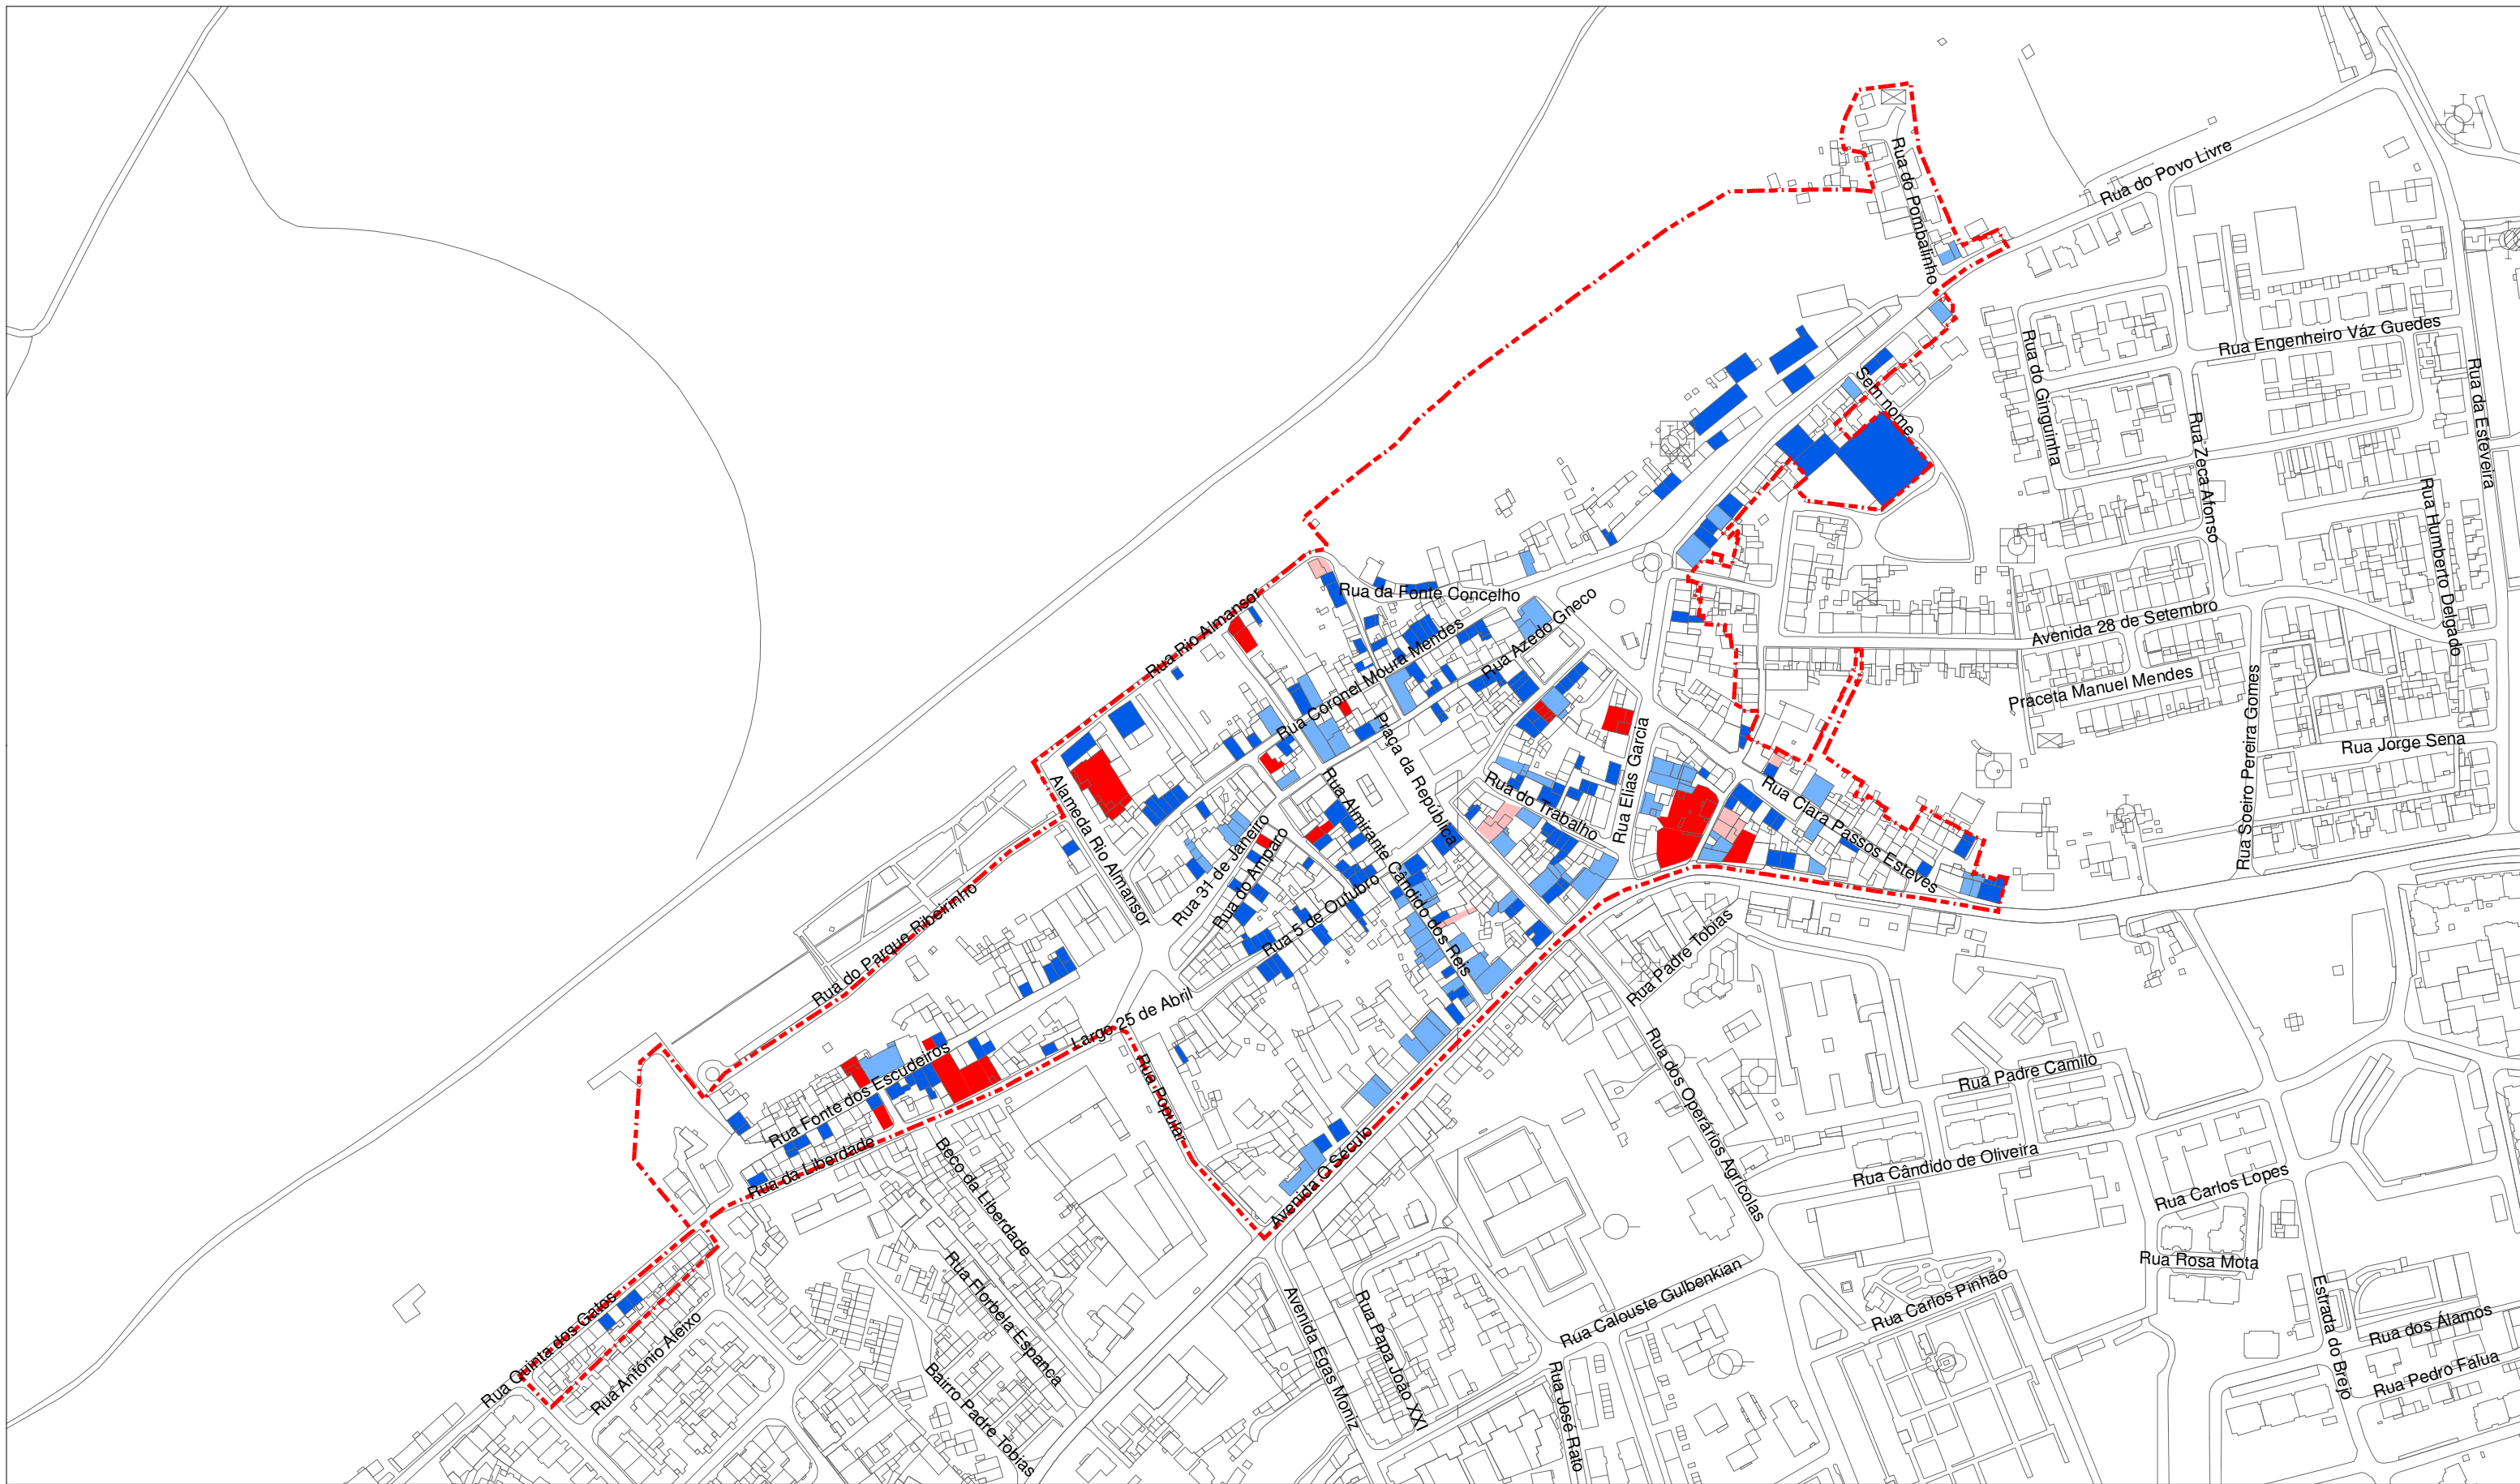 Rua do Pombalinho
Rua do Povo Livre
Rua Engenheiro Váz Guedes
Rua do Ginguinha
Rua da Esteveira
Sem nome
Rua Zeca Afonso
Rua Humberto Delgado
Rua da Fonte Concelho
Rua Rio Almansor
Rua Azedo Gneco
Rua Coronel Moura Mendes
Avenida 28 de Setembro
Praceta Manuel Mendes
Rua Soeiro Pereira Gomes
Rua Jorge Sena
Praça da República
Rua Elias Garcia
Rua do Trabalho
Rua Clara Passos Esteves
Alameda Rio Almansor
Rua Almirante Cândido dos Reis
Rua 31 de Janeiro
Rua do Amparo
Rua 5 de Outubro
Rua do Parque Ribeirinho
Rua Padre Tobias
Largo 25 de Abril
Rua Fonte dos Escudeiros
Rua Popular
Rua dos Operários Agrícolas
Rua Padre Camilo
Rua da Liberdade
Beco da Liberdade
Avenida O Século
Rua Cândido de Oliveira
Rua Carlos Lopes
Rua Rosa Mota
Rua Florbela Espanca
Rua Calouste Gulbenkian
Rua Carlos Pinhão
Estrada do Brejo
Rua dos Álamos
Rua Pedro Falua
Rua Quinta dos Gatos
Rua António Aleixo
Avenida Egas Moniz
Rua Papa João XXI
Bairro Padre Tobias
Rua José Rato